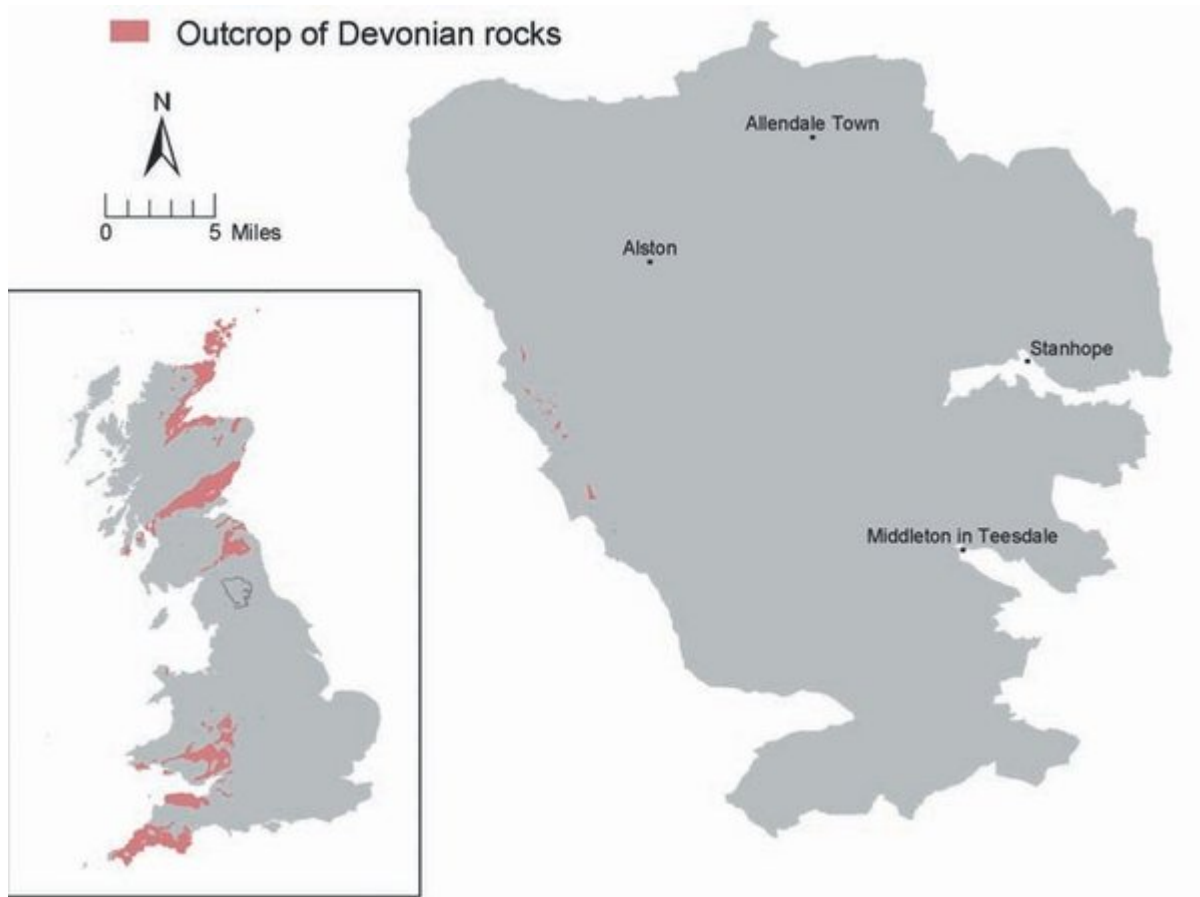 Outcrop of Devonian rocks
N
0 5 Miles
Allendale Town
Alston
Stanhope
Middleton in Teesdale